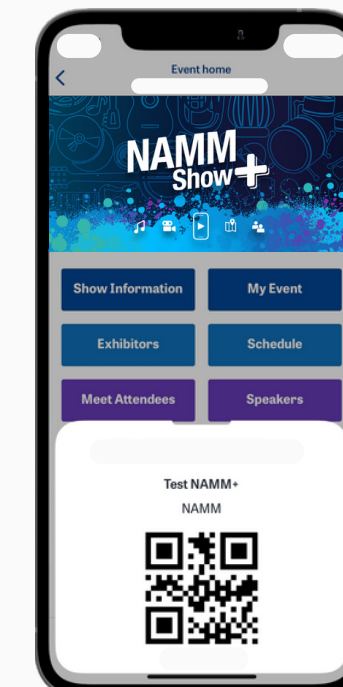 Event home
NAMM
Show+
Show Information
My Event
Exhibitors
Schedule
Meet Attendees
Speakers
Test NAMM+
NAMM